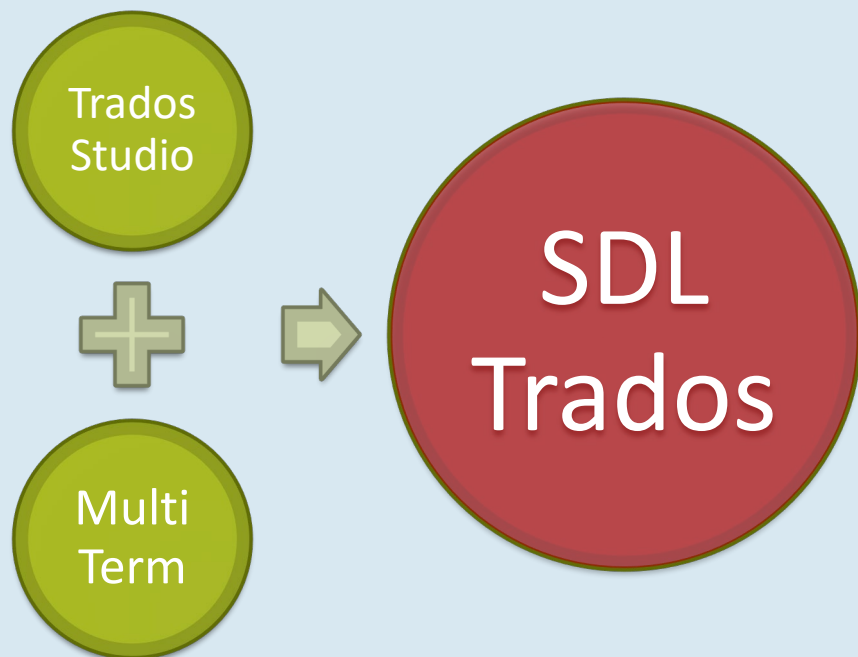 Trados
Studio
Multi
Term
SDL
Trados